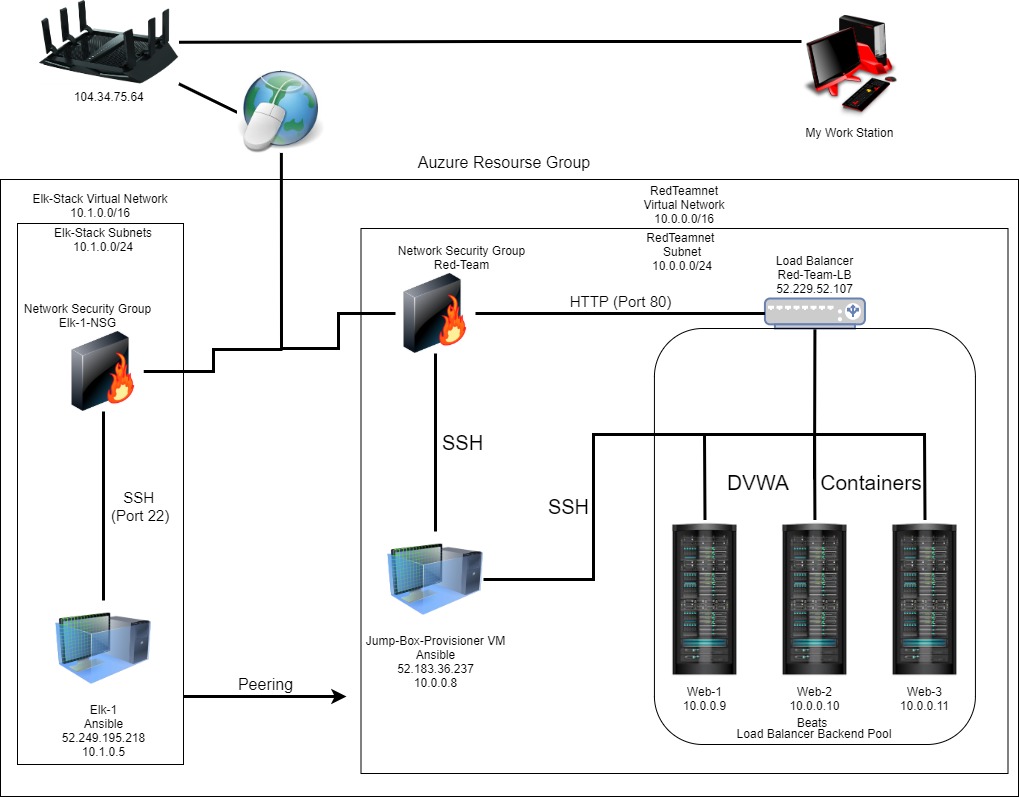 104.34.75.64
My Work Station
Auzure Resourse Group
Elk-Stack Virtual Network
10.1.0.0/16
Elk-Stack Subnets
10.1.0.0/24
Network Security Group
Elk-1-NSG
SSH
(Port 22)
Elk-1
Ansible
52.249.195.218
10.1.0.5
Peering
RedTeamnet
Virtual Network
10.0.0.0/16
RedTeamnet
Subnet
10.0.0.0/24
Network Security Group
Red-Team
HTTP (Port 80)
Load Balancer
Red-Team-LB
52.229.52.107
SSH
SSH
Jump-Box-Provisioner VM
Ansible
52.183.36.237
10.0.0.8
DVWA Containers
Web-1
10.0.0.9
Web-2
10.0.0.10
Web-3
10.0.0.11
Beats
Load Balancer Backend Pool